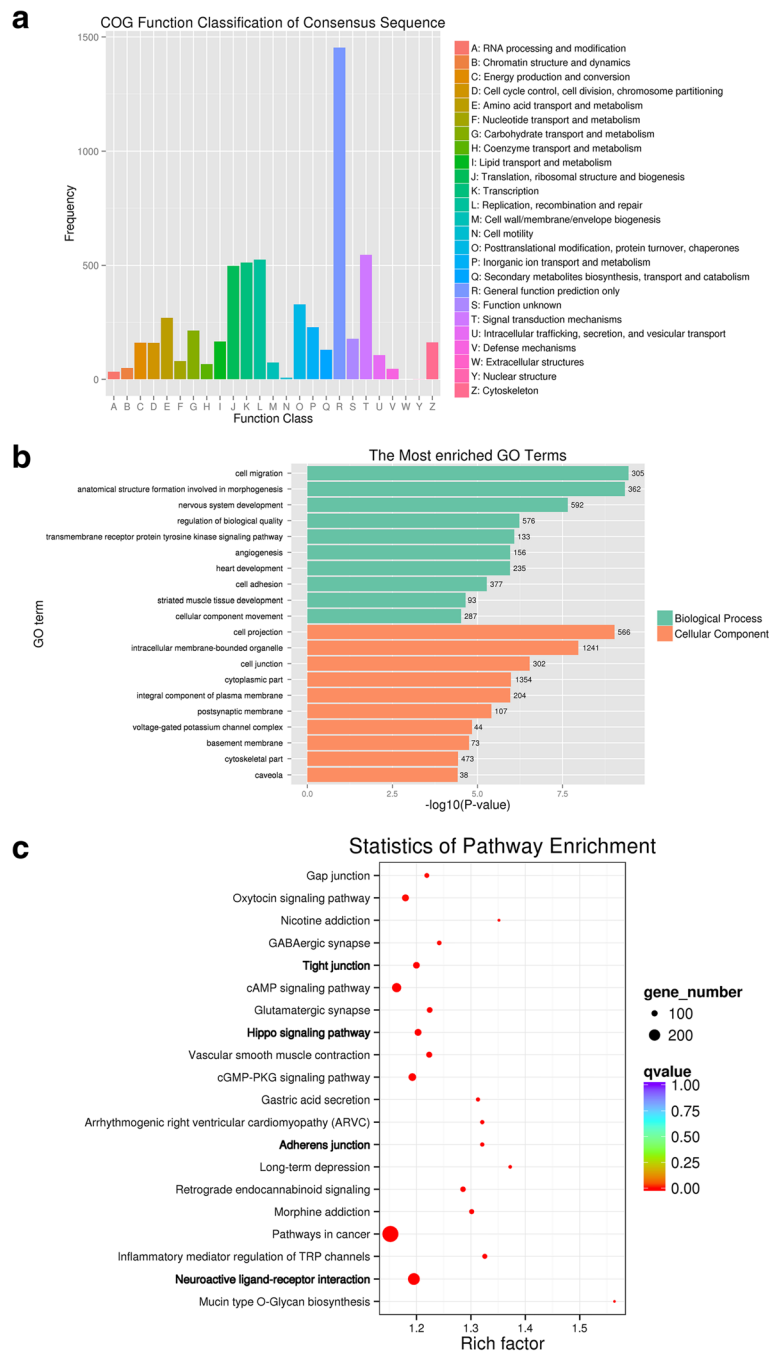 a
COG Function Classification of Consensus Sequence
Frequency
1500
1000
500
0
A B C D E F G H I J K L M N O P Q R S T U V W Y Z
Function Class
A: RNA processing and modification
B: Chromatin structure and dynamics
C: Energy production and conversion
D: Cell cycle control, cell division, chromosome partitioning
E: Amino acid transport and metabolism
F: Nucleotide transport and metabolism
G: Carbohydrate transport and metabolism
H: Coenzyme transport and metabolism
I: Lipid transport and metabolism
J: Translation, ribosomal structure and biogenesis
K: Transcription
L: Replication, recombination and repair
M: Cell wall/membrane/envelope biogenesis
N: Cell motility
O: Posttranslational modification, protein turnover, chaperones
P: Inorganic ion transport and metabolism
Q: Secondary metabolites biosynthesis, transport and catabolism
R: General function prediction only
S: Function unknown
T: Signal transduction mechanisms
U: Intracellular trafficking, secretion, and vesicular transport
V: Defense mechanisms
W: Extracellular structures
Y: Nuclear structure
Z: Cytoskeleton
b
The Most enriched GO Terms
GO term
cell migration 305
anatomical structure formation involved in morphogenesis 362
nervous system development 592
regulation of biological quality 576
transmembrane receptor protein tyrosine kinase signaling pathway 133
angiogenesis 156
heart development 235
cell adhesion 377
striated muscle tissue development 93
cellular component movement 287
cell projection 566
intracellular membrane-bounded organelle 1241
cell junction 302
cytoplasmic part 1354
integral component of plasma membrane 204
postsynaptic membrane 107
voltage-gated potassium channel complex 44
basement membrane 73
cytoskeletal part 473
caveola 38
0.0 2.5 5.0 7.5
-log10(P-value)
Biological Process
Cellular Component
c
Statistics of Pathway Enrichment
Gap junction
Oxytocin signaling pathway
Nicotine addiction
GABAergic synapse
Tight junction
cAMP signaling pathway
Glutamatergic synapse
Hippo signaling pathway
Vascular smooth muscle contraction
cGMP-PKG signaling pathway
Gastric acid secretion
Arrhythmogenic right ventricular cardiomyopathy (ARVC)
Adherens junction
Long-term depression
Retrograde endocannabinoid signaling
Morphine addiction
Pathways in cancer
Inflammatory mediator regulation of TRP channels
Neuroactive ligand-receptor interaction
Mucin type O-Glycan biosynthesis
1.2 1.3 1.4 1.5
Rich factor
gene_number
100
200
qvalue
1.00
0.75
0.50
0.25
0.00